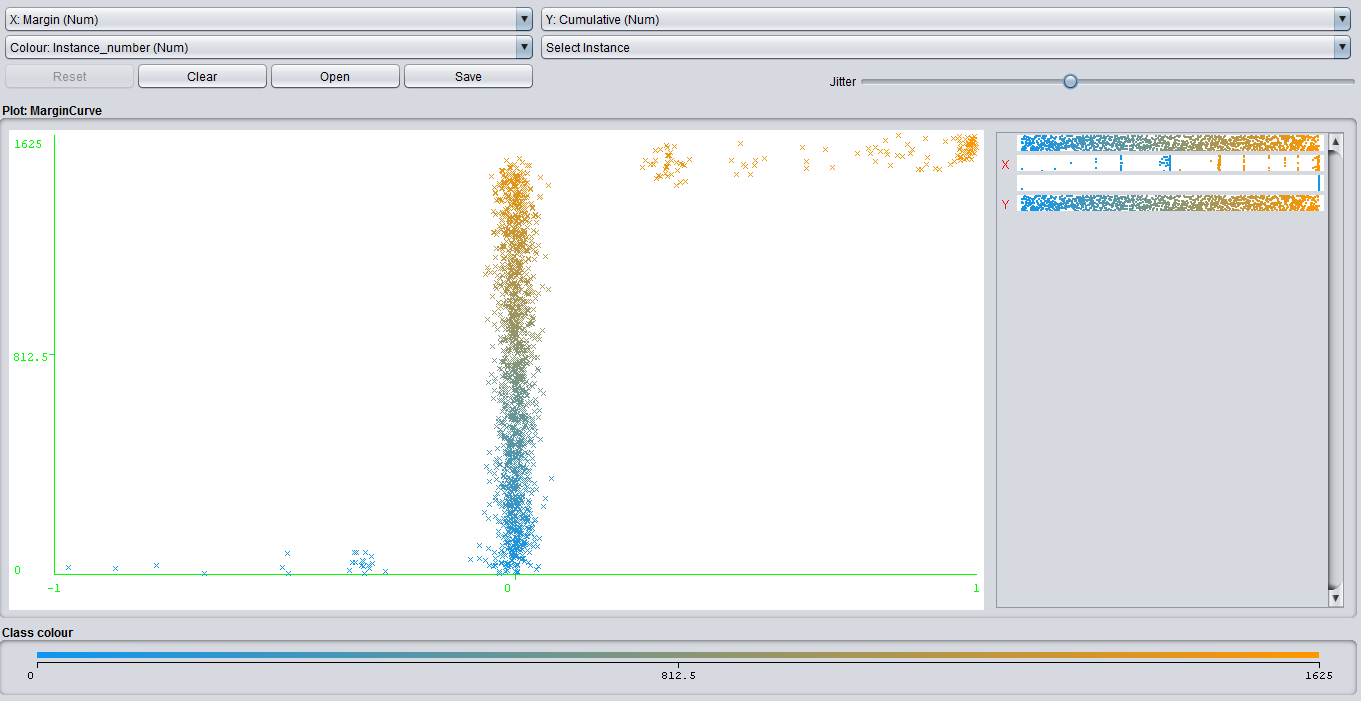 X: Margin (Num) Y: Cumulative (Num)
Colour: Instance_number (Num) Select Instance
Reset Clear Open Save Jitter
Plot: MarginCurve
1625
812.5
0
-1 0 1
X
Y
Class colour
0 812.5 1625